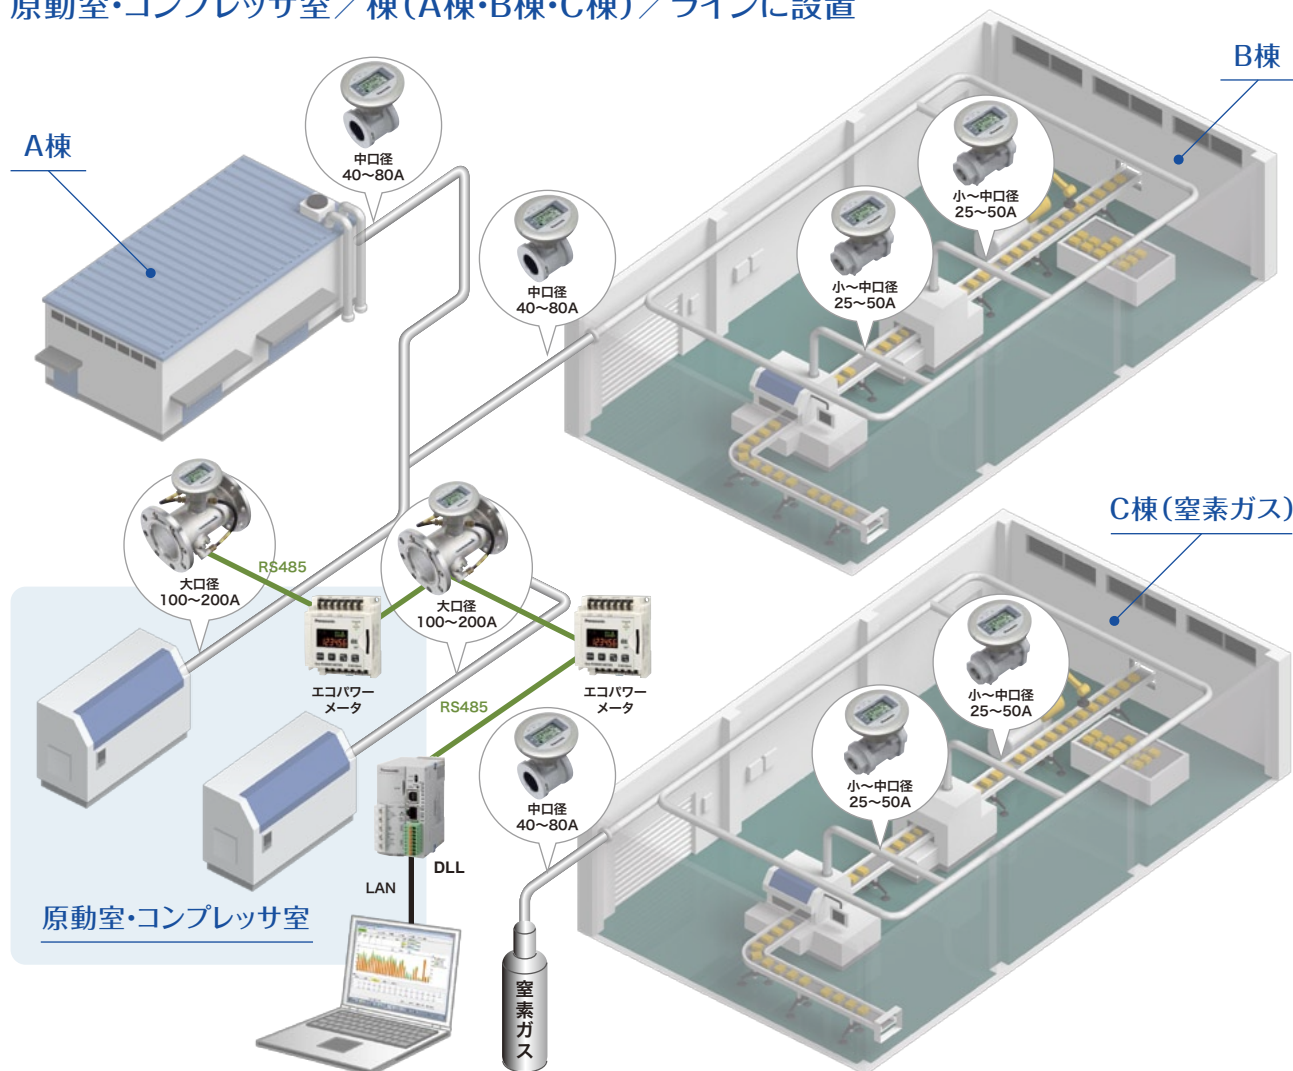 原動室・コンプレッサ室／棟（A棟・B棟・C棟）／ラインに設置
B棟
A棟
中口径
40〜80A
小〜中口径
25〜50A
中口径
40〜80A
小〜中口径
25〜50A
C棟（窒素ガス）
RS485
大口径
100〜200A
大口径
100〜200A
エコパワー
メータ
エコパワー
メータ
RS485
小〜中口径
25〜50A
中口径
40〜80A
小〜中口径
25〜50A
DLL
LAN
原動室・コンプレッサ室
窒素ガス